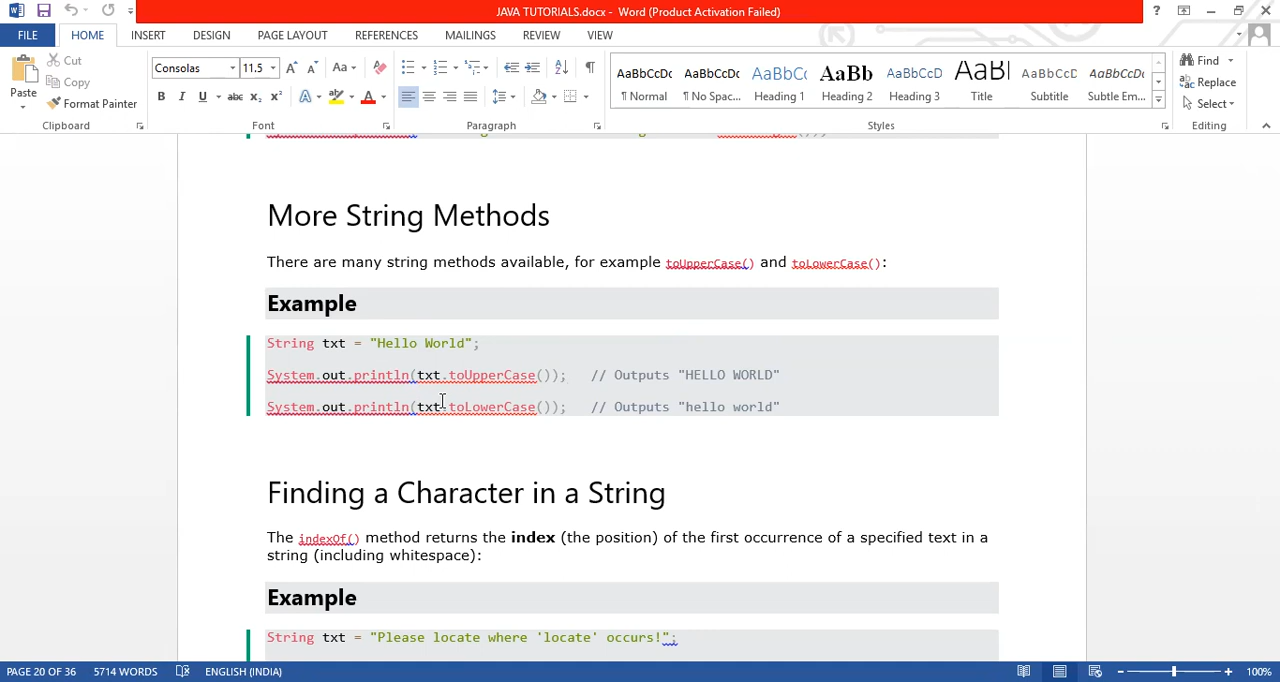 JAVA TUTORIALS.docx - Word (Product Activation Failed)
FILE HOME INSERT DESIGN PAGE LAYOUT REFERENCES MAILINGS REVIEW VIEW
Paste
Cut
Copy
Format Painter
Clipboard
Consolas 11.5
Font
Paragraph
AaBbCcDc AaBbCcDc AaBbCc AaBb AaBbCcD AaB AaBbCcD AaBbCcDc
¶ Normal ¶ No Spac... Heading 1 Heading 2 Heading 3 Title Subtitle Subtle Em...
Styles
Find
Replace
Select
Editing
More String Methods
There are many string methods available, for example toUpperCase() and toLowerCase():
Example
String txt = "Hello World";
System.out.println(txt.toUpperCase()); // Outputs "HELLO WORLD"
System.out.println(txt.toLowerCase()); // Outputs "hello world"
Finding a Character in a String
The indexOf() method returns the index (the position) of the first occurrence of a specified text in a
string (including whitespace):
Example
String txt = "Please locate where 'locate' occurs!";
PAGE 20 OF 36 5714 WORDS ENGLISH (INDIA) 100%